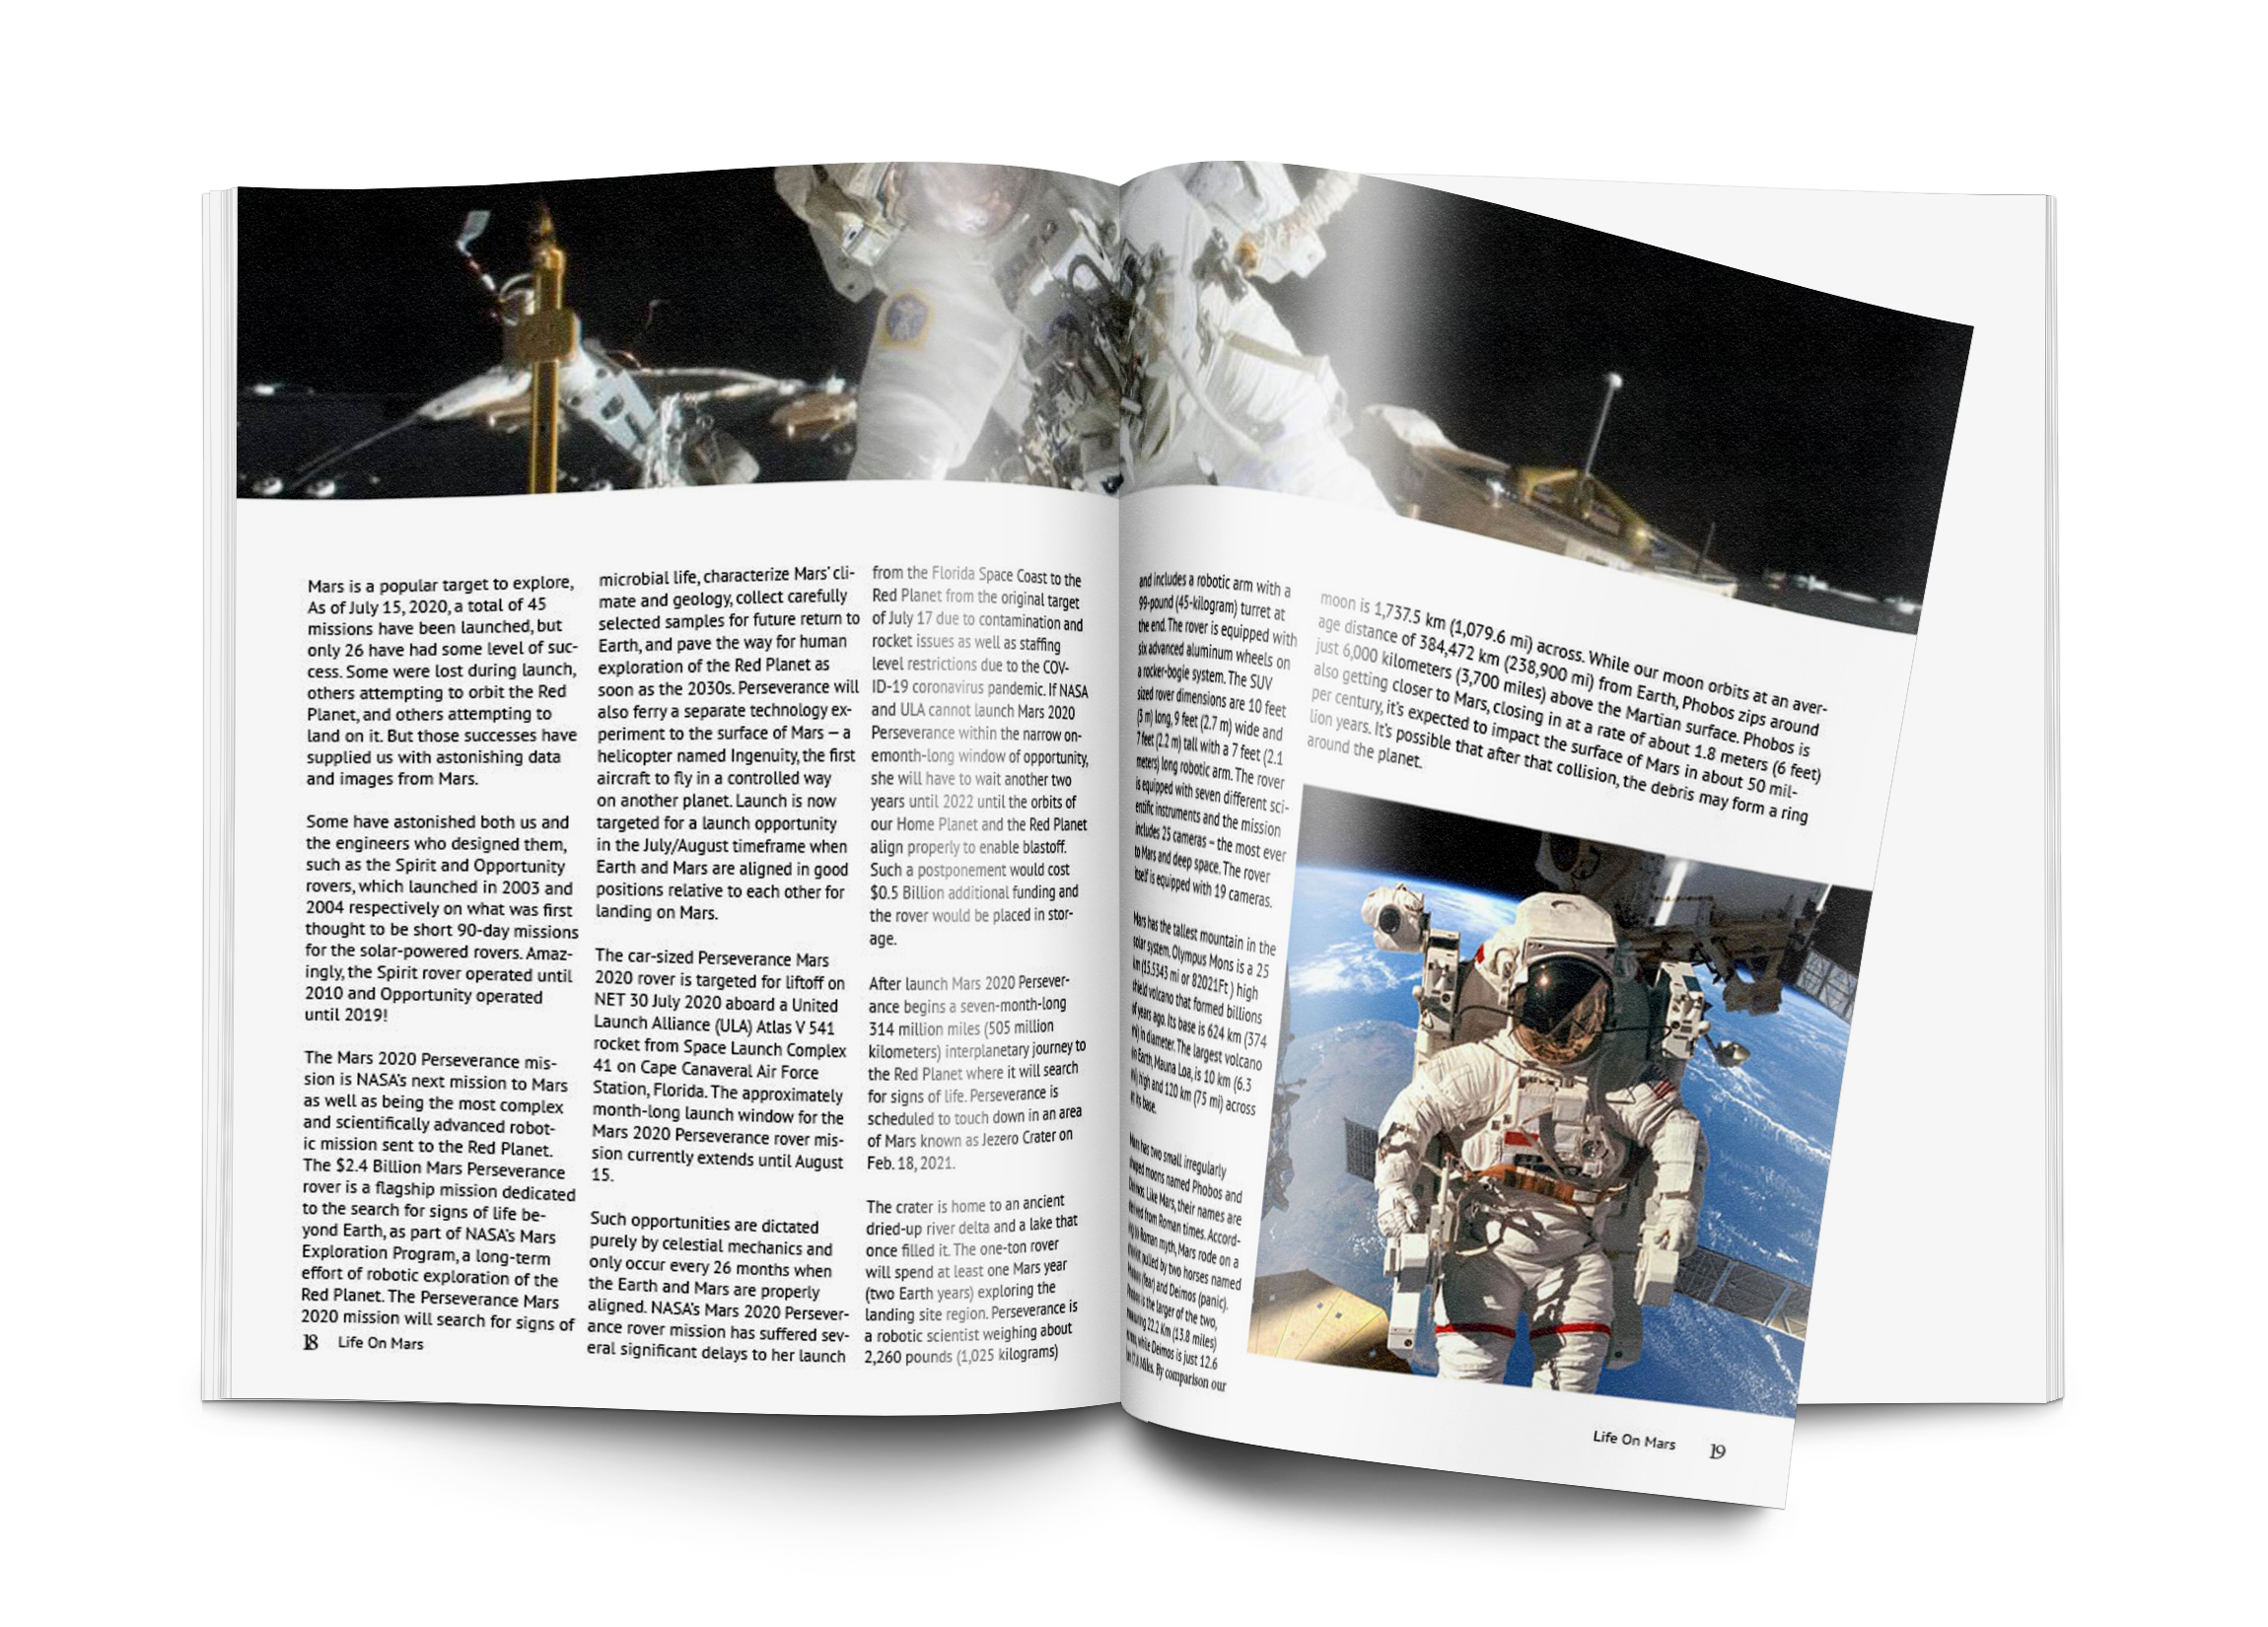 Mars is a popular target to explore,
As of July 15, 2020, a total of 45
missions have been launched, but
only 26 have had some level of suc-
cess. Some were lost during launch,
others attempting to orbit the Red
Planet, and others attempting to
land on it. But those successes have
supplied us with astonishing data
and images from Mars.
Some have astonished both us and
the engineers who designed them,
such as the Spirit and Opportunity
rovers, which launched in 2003 and
2004 respectively on what was first
thought to be short 90-day missions
for the solar-powered rovers. Amaz-
ingly, the Spirit rover operated until
2010 and Opportunity operated
until 2019!
The Mars 2020 Perseverance mis-
sion is NASA's next mission to Mars
as well as being the most complex
and scientifically advanced robot-
ic mission sent to the Red Planet.
The $2.4 Billion Mars Perseverance
rover is a flagship mission dedicated
to the search for signs of life be-
yond Earth, as part of NASA's Mars
Exploration Program, a long-term
effort of robotic exploration of the
Red Planet. The Perseverance Mars
2020 mission will search for signs of
microbial life, characterize Mars' cli-
mate and geology, collect carefully
selected samples for future return to
Earth, and pave the way for human
exploration of the Red Planet as
soon as the 2030s. Perseverance will
also ferry a separate technology ex-
periment to the surface of Mars — a
helicopter named Ingenuity, the first
aircraft to fly in a controlled way
on another planet. Launch is now
targeted for a launch opportunity
in the July/August timeframe when
Earth and Mars are aligned in good
positions relative to each other for
landing on Mars.
The car-sized Perseverance Mars
2020 rover is targeted for liftoff on
NET 30 July 2020 aboard a United
Launch Alliance (ULA) Atlas V 541
rocket from Space Launch Complex
41 on Cape Canaveral Air Force
Station, Florida. The approximately
month-long launch window for the
Mars 2020 Perseverance rover mis-
sion currently extends until August
15.
Such opportunities are dictated
purely by celestial mechanics and
only occur every 26 months when
the Earth and Mars are properly
aligned. NASA's Mars 2020 Persever-
ance rover mission has suffered sev-
eral significant delays to her launch
from the Florida Space Coast to the
Red Planet from the original target
of July 17 due to contamination and
rocket issues as well as staffing
level restrictions due to the COV-
ID-19 coronavirus pandemic. If NASA
and ULA cannot launch Mars 2020
Perseverance within the narrow on-
emonth-long window of opportunity,
she will have to wait another two
years until 2022 until the orbits of
our Home Planet and the Red Planet
align properly to enable blastoff.
Such a postponement would cost
$0.5 Billion additional funding and
the rover would be placed in stor-
age.
After launch Mars 2020 Persever-
ance begins a seven-month-long
314 million miles (505 million
kilometers) interplanetary journey to
the Red Planet where it will search
for signs of life. Perseverance is
scheduled to touch down in an area
of Mars known as Jezero Crater on
Feb. 18, 2021.
The crater is home to an ancient
dried-up river delta and a lake that
once filled it. The one-ton rover
will spend at least one Mars year
(two Earth years) exploring the
landing site region. Perseverance is
a robotic scientist weighing about
2,260 pounds (1,025 kilograms)
18 Life On Mars
and includes a robotic arm with a
99-pound (45-kilogram) turret at
the end. The rover is equipped with
six advanced aluminum wheels on
a rocker-bogie system. The SUV
sized rover dimensions are 10 feet
(3 m) long, 9 feet (2.7 m) wide and
7 feet (2.2 m) tall with a 7 feet (2.1
meters) long robotic arm. The rover
is equipped with seven different sci-
entific instruments and the mission
includes 25 cameras – the most ever
to Mars and deep space. The rover
itself is equipped with 19 cameras.
Mars has the tallest mountain in the
solar system. Olympus Mons is a 25
km (15.5343 mi or 82021Ft ) high
shield volcano that formed billions
of years ago. Its base is 624 km (374
mi) in diameter. The largest volcano
in Earth, Mauna Loa, is 10 km (6.3
mi) high and 120 km (75 mi) across
at its base.
Mars has two small irregularly
shaped moons named Phobos and
Deimos. Like Mars, their names are
derived from Roman times. Accord-
ing to Roman myth, Mars rode on a
chariot pulled by two horses named
Phobos (fear) and Deimos (panic).
Phobos is the larger of the two,
measuring 22.2 Km (13.8 miles)
across, while Deimos is just 12.6
km (7.8 Miles. By comparison our
moon is 1,737.5 km (1,079.6 mi) across. While our moon orbits at an aver-
age distance of 384,472 km (238,900 mi) from Earth, Phobos zips around
just 6,000 kilometers (3,700 miles) above the Martian surface. Phobos is
also getting closer to Mars, closing in at a rate of about 1.8 meters (6 feet)
per century, it's expected to impact the surface of Mars in about 50 mil-
lion years. It's possible that after that collision, the debris may form a ring
around the planet.
Life On Mars 19